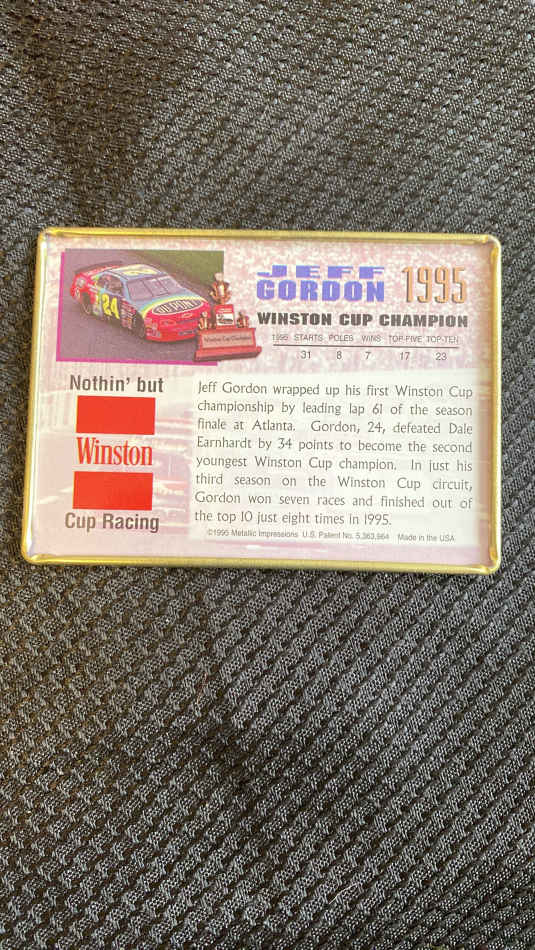 JEFF
GORDON
1995
WINSTON CUP CHAMPION
1995 STARTS POLES WINS TOP-FIVE TOP-TEN
31 8 7 17 23
24
DUPONT
Winston Cup Champion
Nothin' but
Winston
Cup Racing
Jeff Gordon wrapped up his first Winston Cup
championship by leading lap 61 of the season
finale at Atlanta. Gordon, 24, defeated Dale
Earnhardt by 34 points to become the second
youngest Winston Cup champion. In just his
third season on the Winston Cup circuit,
Gordon won seven races and finished out of
the top 10 just eight times in 1995.
©1995 Metallic Impressions U.S. Patent No. 5,363,964 Made in the USA